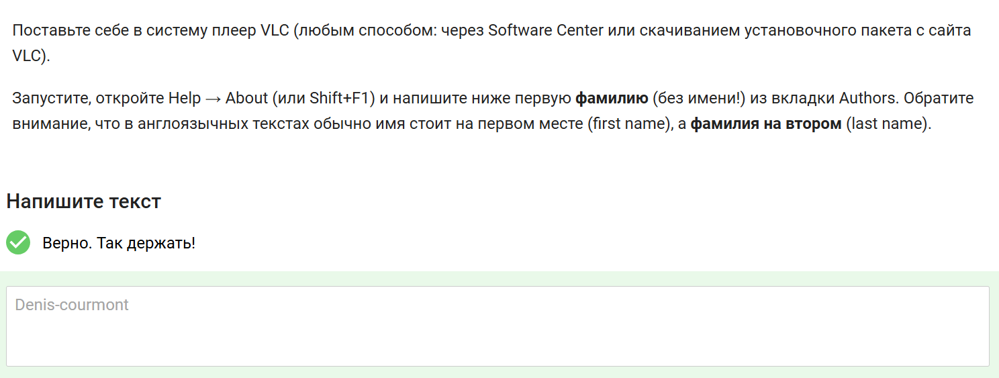 Поставьте себе в систему плеер VLC (любым способом: через Software Center или скачиванием установочного пакета с сайта
VLC).
Запустите, откройте Help → About (или Shift+F1) и напишите ниже первую фамилию (без имени!) из вкладки Authors. Обратите
внимание, что в англоязычных текстах обычно имя стоит на первом месте (first name), а фамилия на втором (last name).
Напишите текст
Верно. Так держать!
Denis-courmont